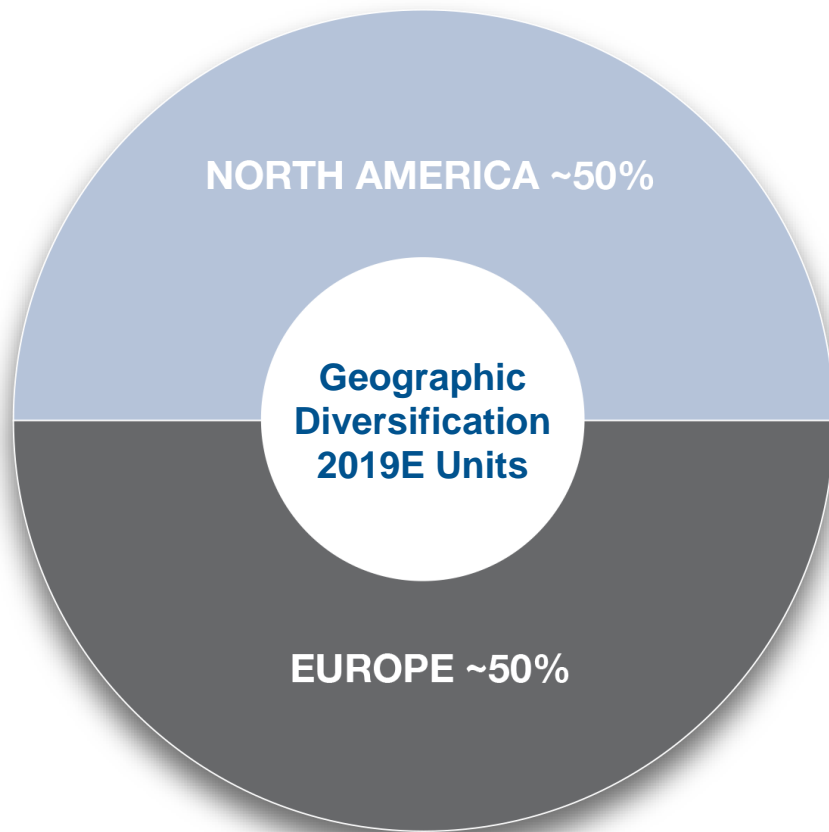 NORTH AMERICA ~50%
Geographic
Diversification
2019E Units
EUROPE ~50%